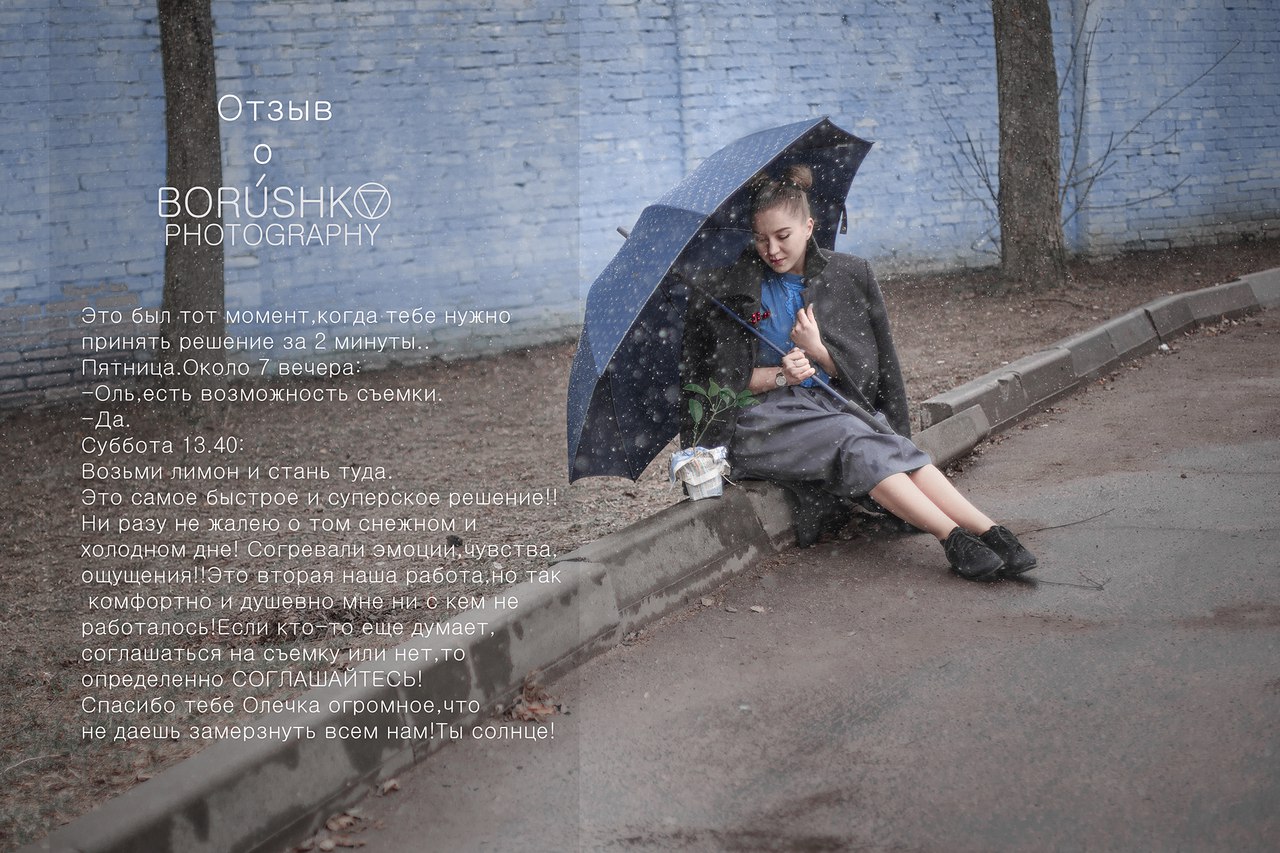 Отзыв
о
BORÚSHKO
PHOTOGRAPHY
Это был тот момент,когда тебе нужно
принять решение за 2 минуты..
Пятница.Около 7 вечера:
-Оль,есть возможность съемки.
-Да.
Суббота 13.40:
Возьми лимон и стань туда.
Это самое быстрое и суперское решение!!
Ни разу не жалею о том снежном и
холодном дне! Согревали эмоции,чувства,
ощущения!!Это вторая наша работа,но так
комфортно и душевно мне ни с кем не
работалось!Если кто-то еще думает,
соглашаться на съемку или нет,то
определенно СОГЛАШАЙТЕСЬ!
Спасибо тебе Олечка огромное,что
не даешь замерзнуть всем нам!Ты солнце!